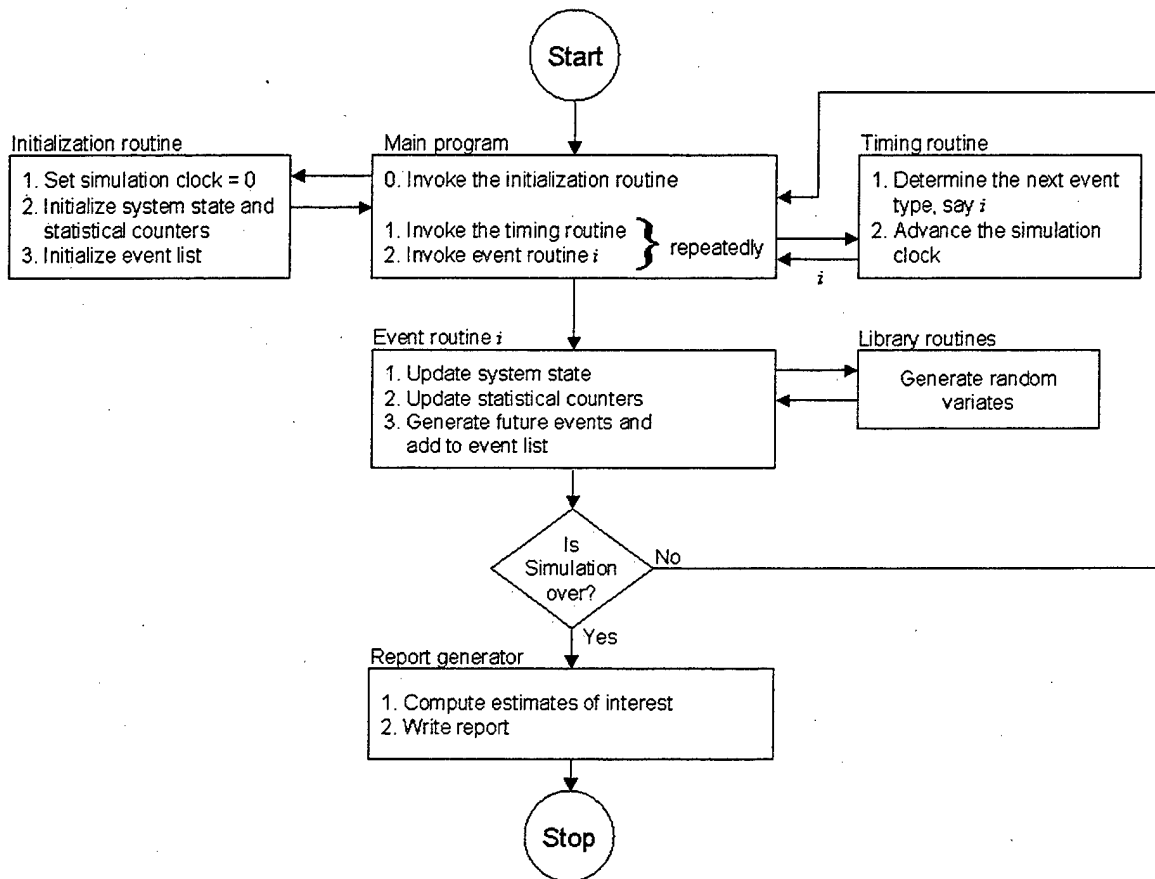 Start
Initialization routine
1. Set simulation clock = 0
2. Initialize system state and
statistical counters
3. Initialize event list
Main program
0. Invoke the initialization routine
1. Invoke the timing routine
2. Invoke event routine i
} repeatedly
Timing routine
1. Determine the next event
type, say i
2. Advance the simulation
clock
i
Event routine i
1. Update system state
2. Update statistical counters
3. Generate future events and
add to event list
Library routines
Generate random
variates
Is
Simulation
over?
No
Yes
Report generator
1. Compute estimates of interest
2. Write report
Stop